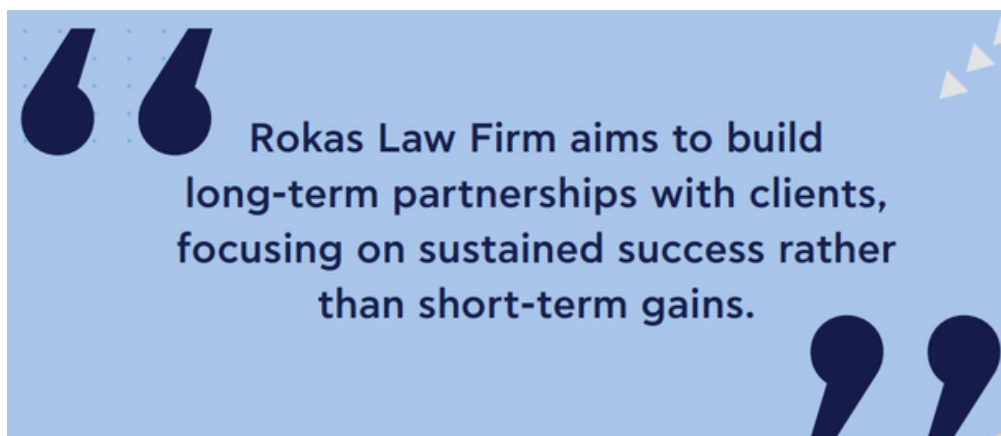 Rokas Law Firm aims to build
long-term partnerships with clients,
focusing on sustained success rather
than short-term gains.